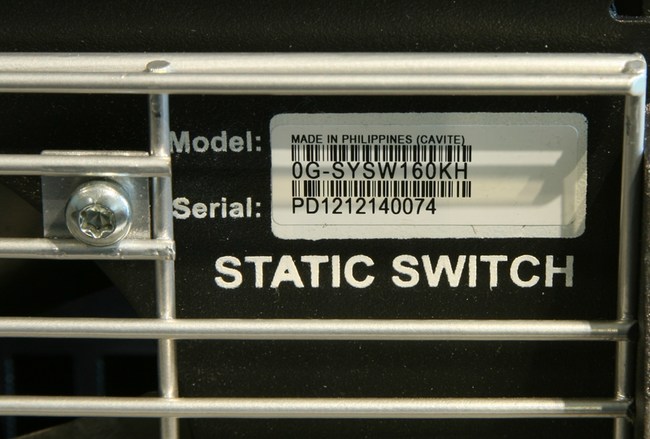 Model:
MADE IN PHILIPPINES (CAVITE)
0G-SYSW160KH
Serial:
PD1212140074
STATIC SWITCH